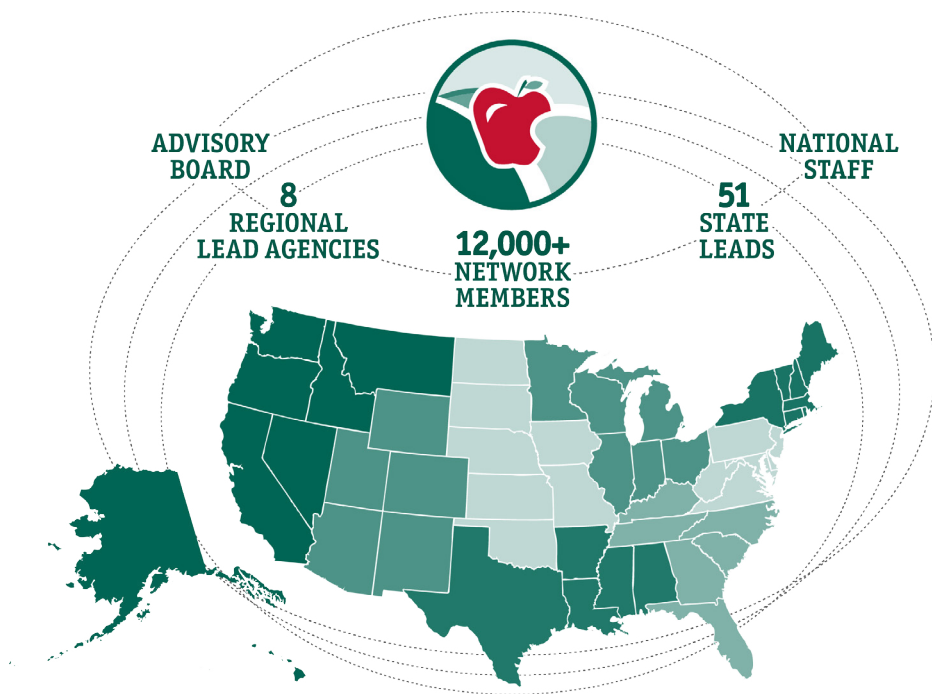 ADVISORY
BOARD
NATIONAL
STAFF
8
REGIONAL
LEAD AGENCIES
51
STATE
LEADS
12,000+
NETWORK
MEMBERS